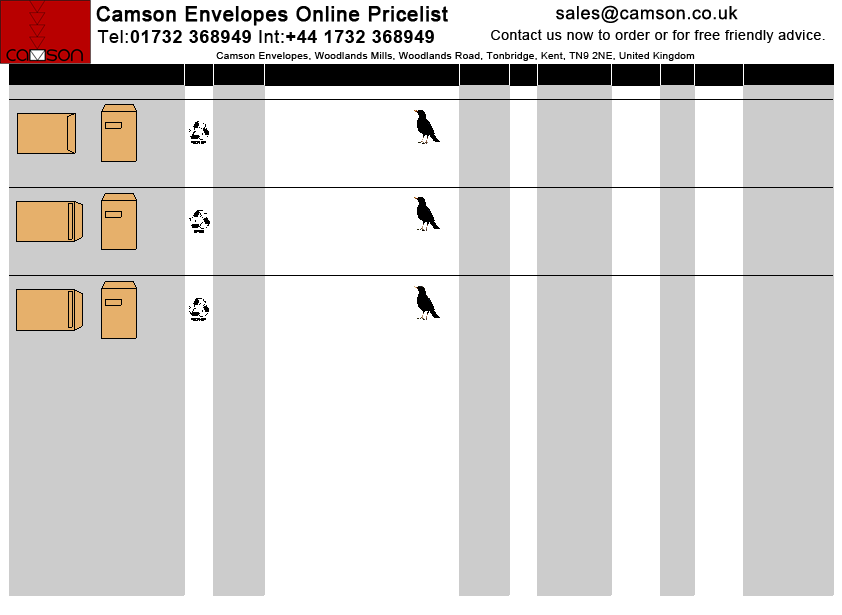 camson
Camson Envelopes Online Pricelist
Tel:01732 368949 Int:+44 1732 368949
sales@camson.co.uk
Contact us now to order or for free friendly advice.
Camson Envelopes, Woodlands Mills, Woodlands Road, Tonbridge, Kent, TN9 2NE, United Kingdom